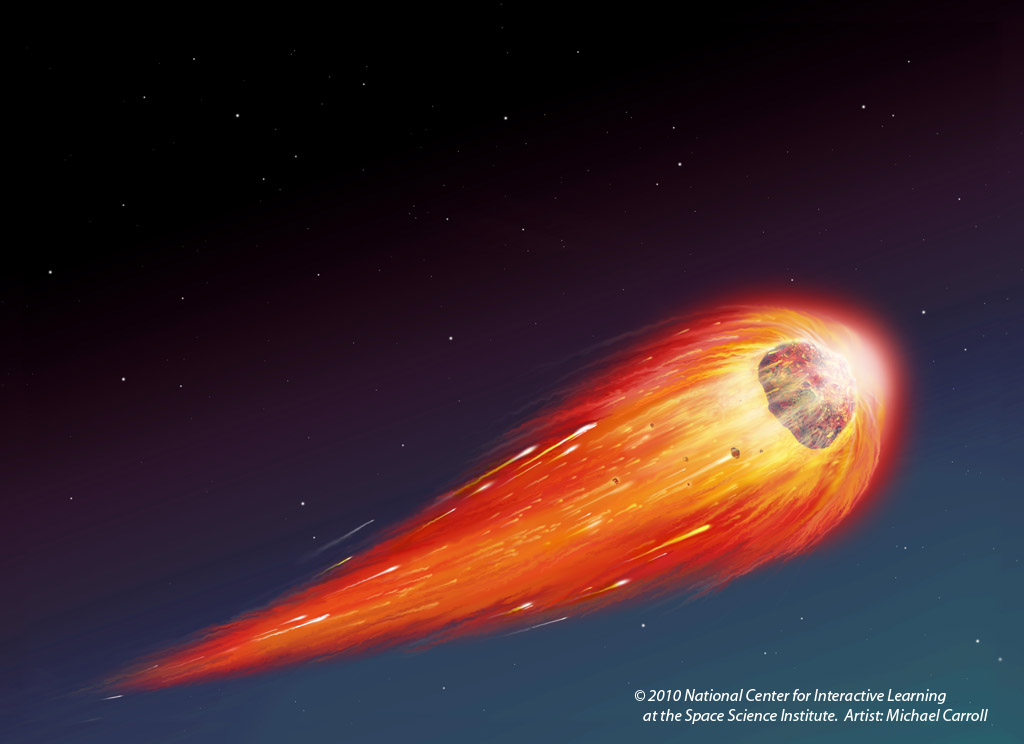 © 2010 National Center for Interactive Learning
at the Space Science Institute.  Artist: Michael Carroll